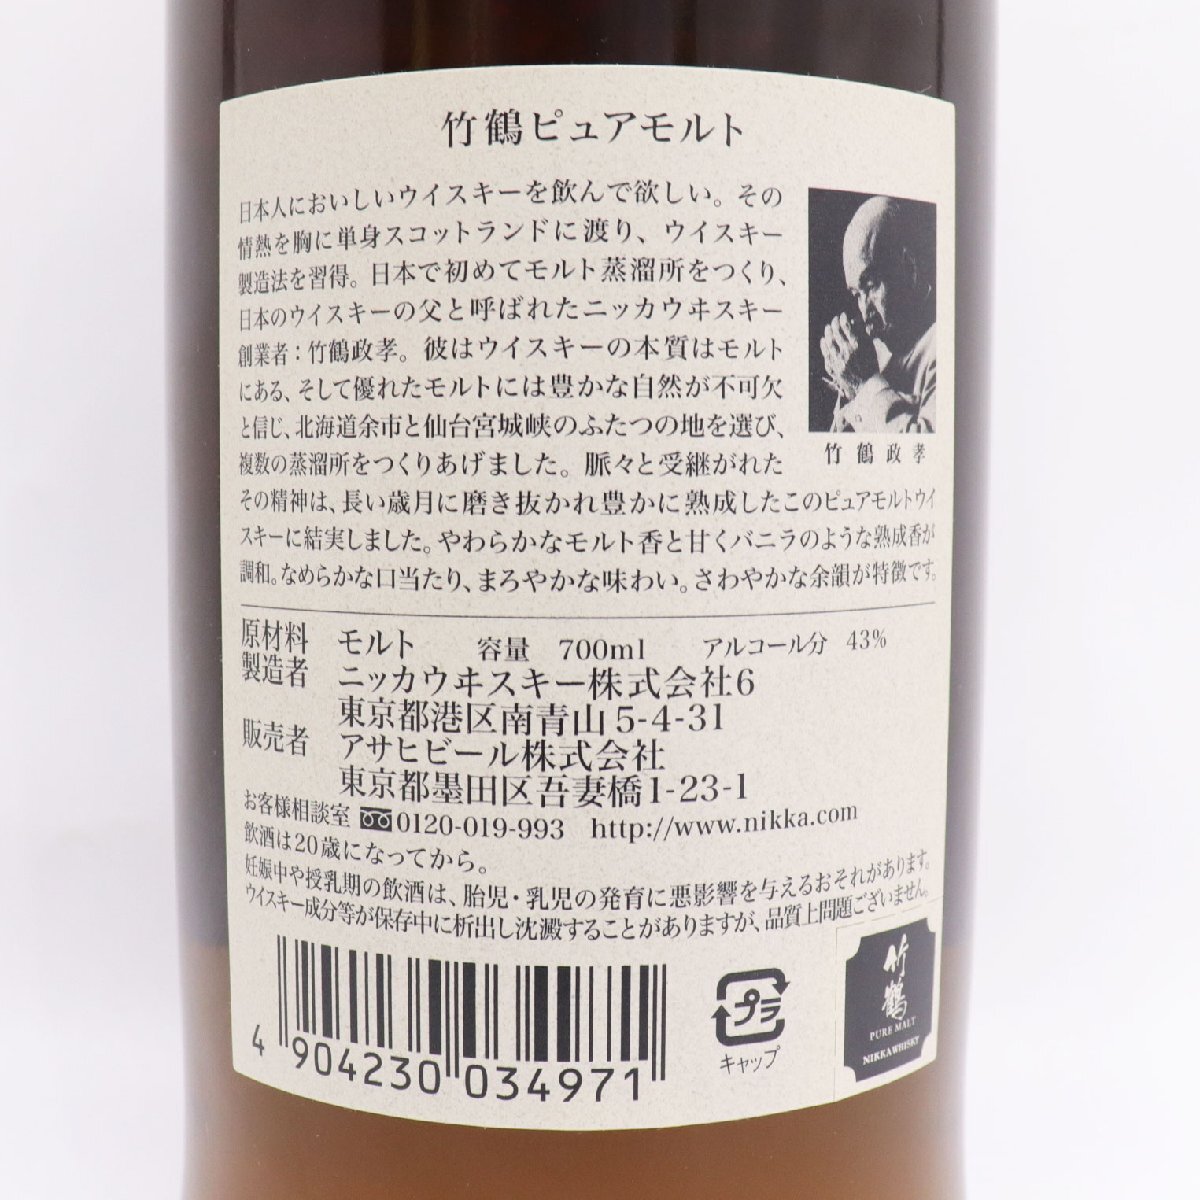 竹鶴ピュアモルト
日本人においしいウイスキーを飲んで欲しい。その
情熱を胸に単身スコットランドに渡り、ウイスキー
製造法を習得。日本で初めてモルト蒸溜所をつくり、
日本のウイスキーの父と呼ばれたニッカウヰスキー
創業者：竹鶴政孝。彼はウイスキーの本質はモルト
にある、そして優れたモルトには豊かな自然が不可欠
と信じ、北海道余市と仙台宮城峡のふたつの地を選び、
複数の蒸溜所をつくりあげました。脈々と受継がれた
その精神は、長い歳月に磨き抜かれ豊かに熟成したこのピュアモルトウイ
スキーに結実しました。やわらかなモルト香と甘くバニラのような熟成香が
調和。なめらかな口当たり、まろやかな味わい。さわやかな余韻が特徴です。
竹鶴政孝
原材料 モルト 容量 700ml アルコール分 43%
製造者 ニッカウヰスキー株式会社6
東京都港区南青山5-4-31
販売者 アサヒビール株式会社
東京都墨田区吾妻橋1-23-1
お客様相談室 0120-019-993 http://www.nikka.com
飲酒は20歳になってから。
妊娠中や授乳期の飲酒は、胎児・乳児の発育に悪影響を与えるおそれがあります。
ウイスキー成分等が保存中に析出し沈澱することがありますが、品質上問題ございません。
4 904230 034971
プラ
キャップ
竹鶴
PURE MALT
NIKKA WHISKY